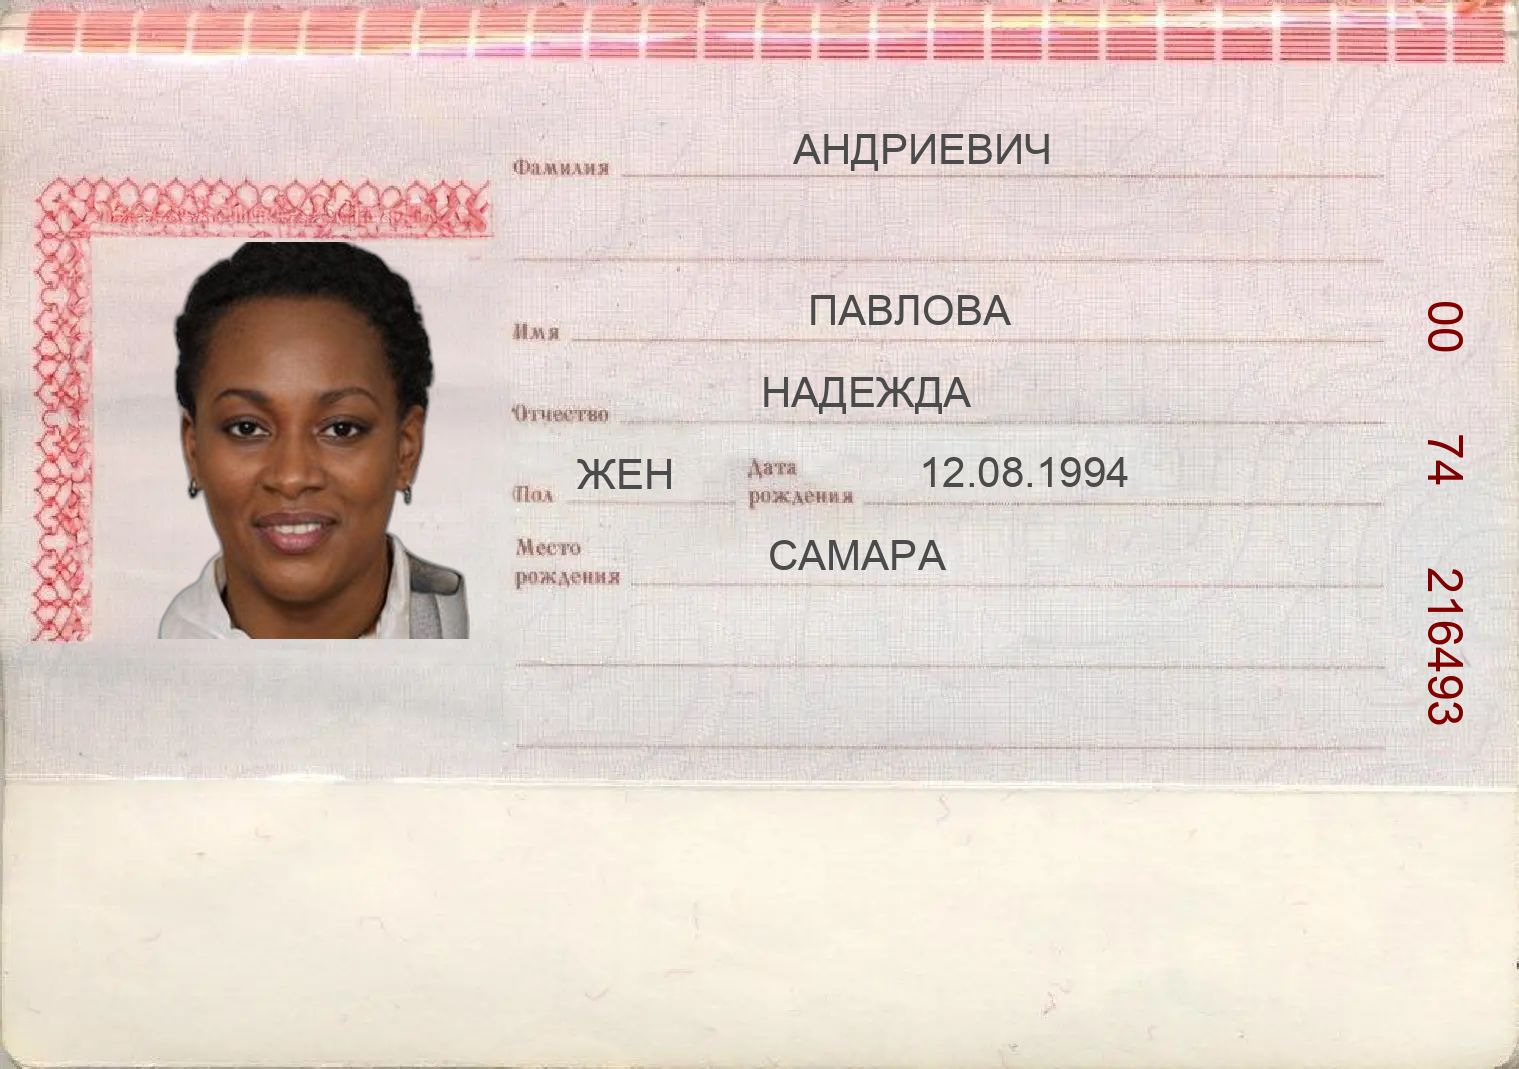 Фамилия АНДРИЕВИЧ
Имя ПАВЛОВА
Отчество НАДЕЖДА
Пол ЖЕН Дата рождения 12.08.1994
Место рождения САМАРА
00 74 216493